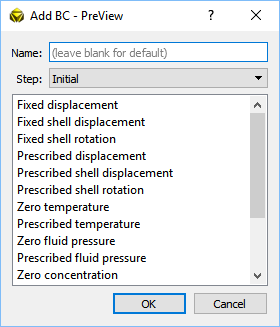 Add BC - PreView ?
Name: (leave blank for default)
Step: Initial
Fixed displacement
Fixed shell displacement
Fixed shell rotation
Prescribed displacement
Prescribed shell displacement
Prescribed shell rotation
Zero temperature
Prescribed temperature
Zero fluid pressure
Prescribed fluid pressure
Zero concentration
OK Cancel